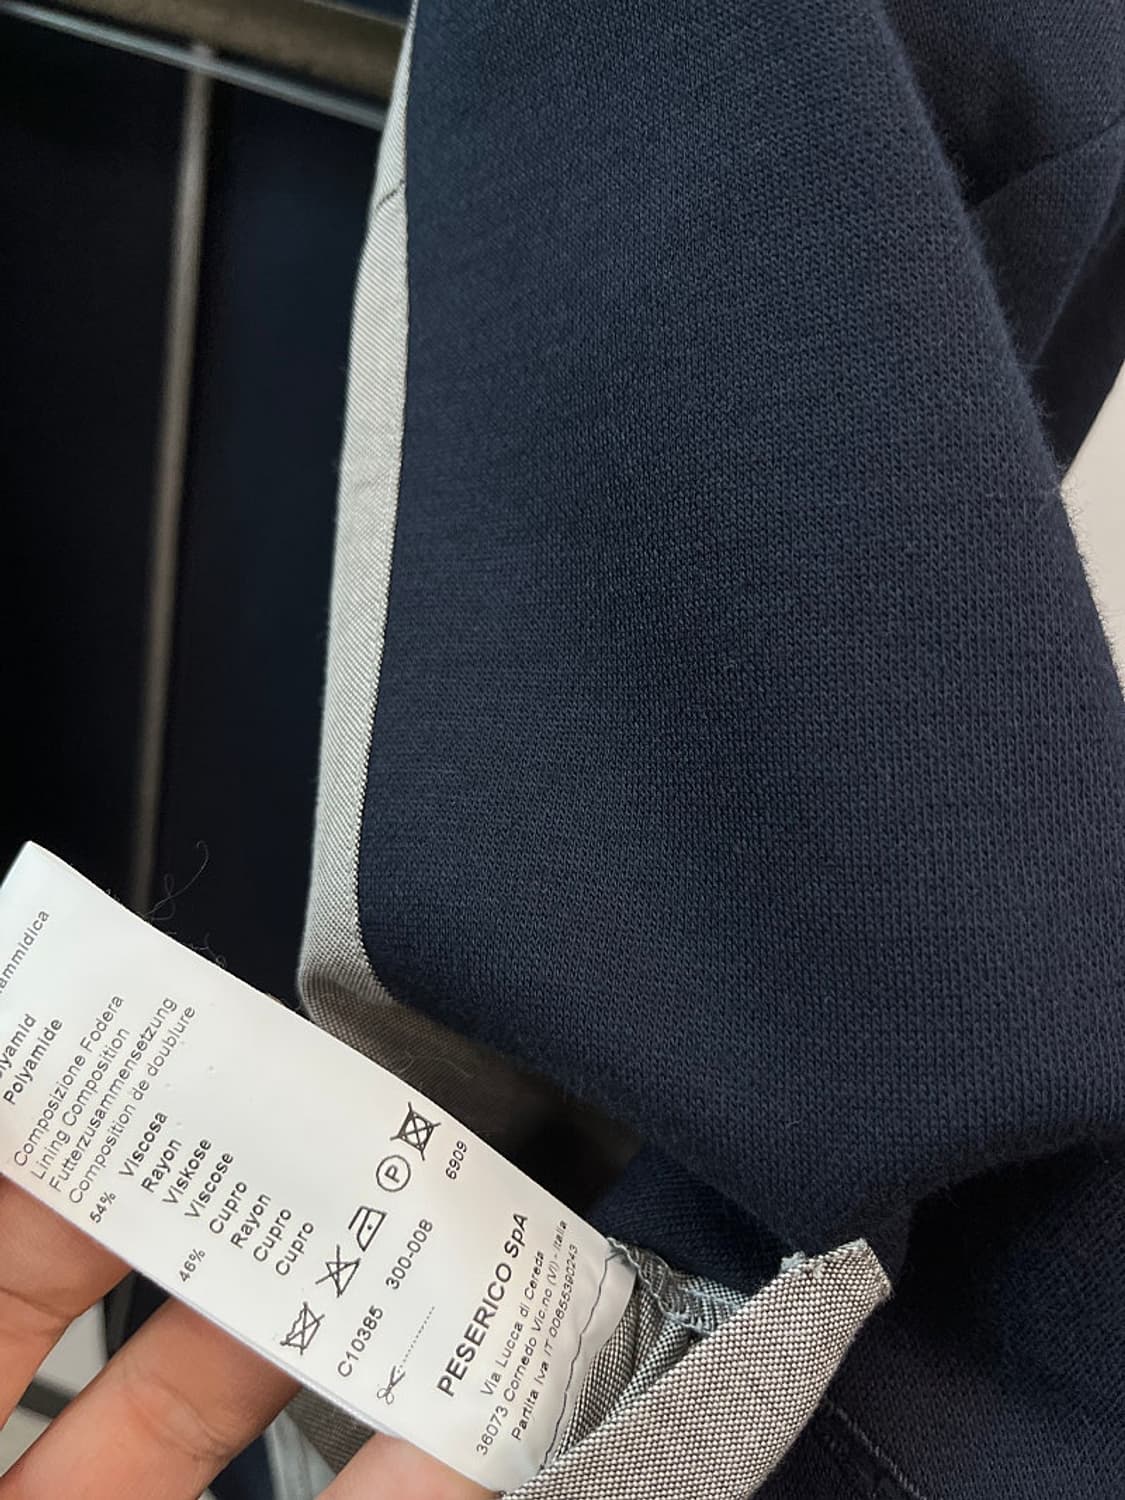 Polyamide
Composizione Fodera
Lining Composition
Futterzusammensetzung
Composition de doublure
54% Viscosa
Rayon
Viskose
Viscose
46% Cupro
Rayon
Cupro
Cupro
P
6909
C10385 300-008
PESERICO SpA
Via Lucca di Cereda
36073 Cornedo Vic.no (VI) - Italia
Partita Iva IT 00855390243